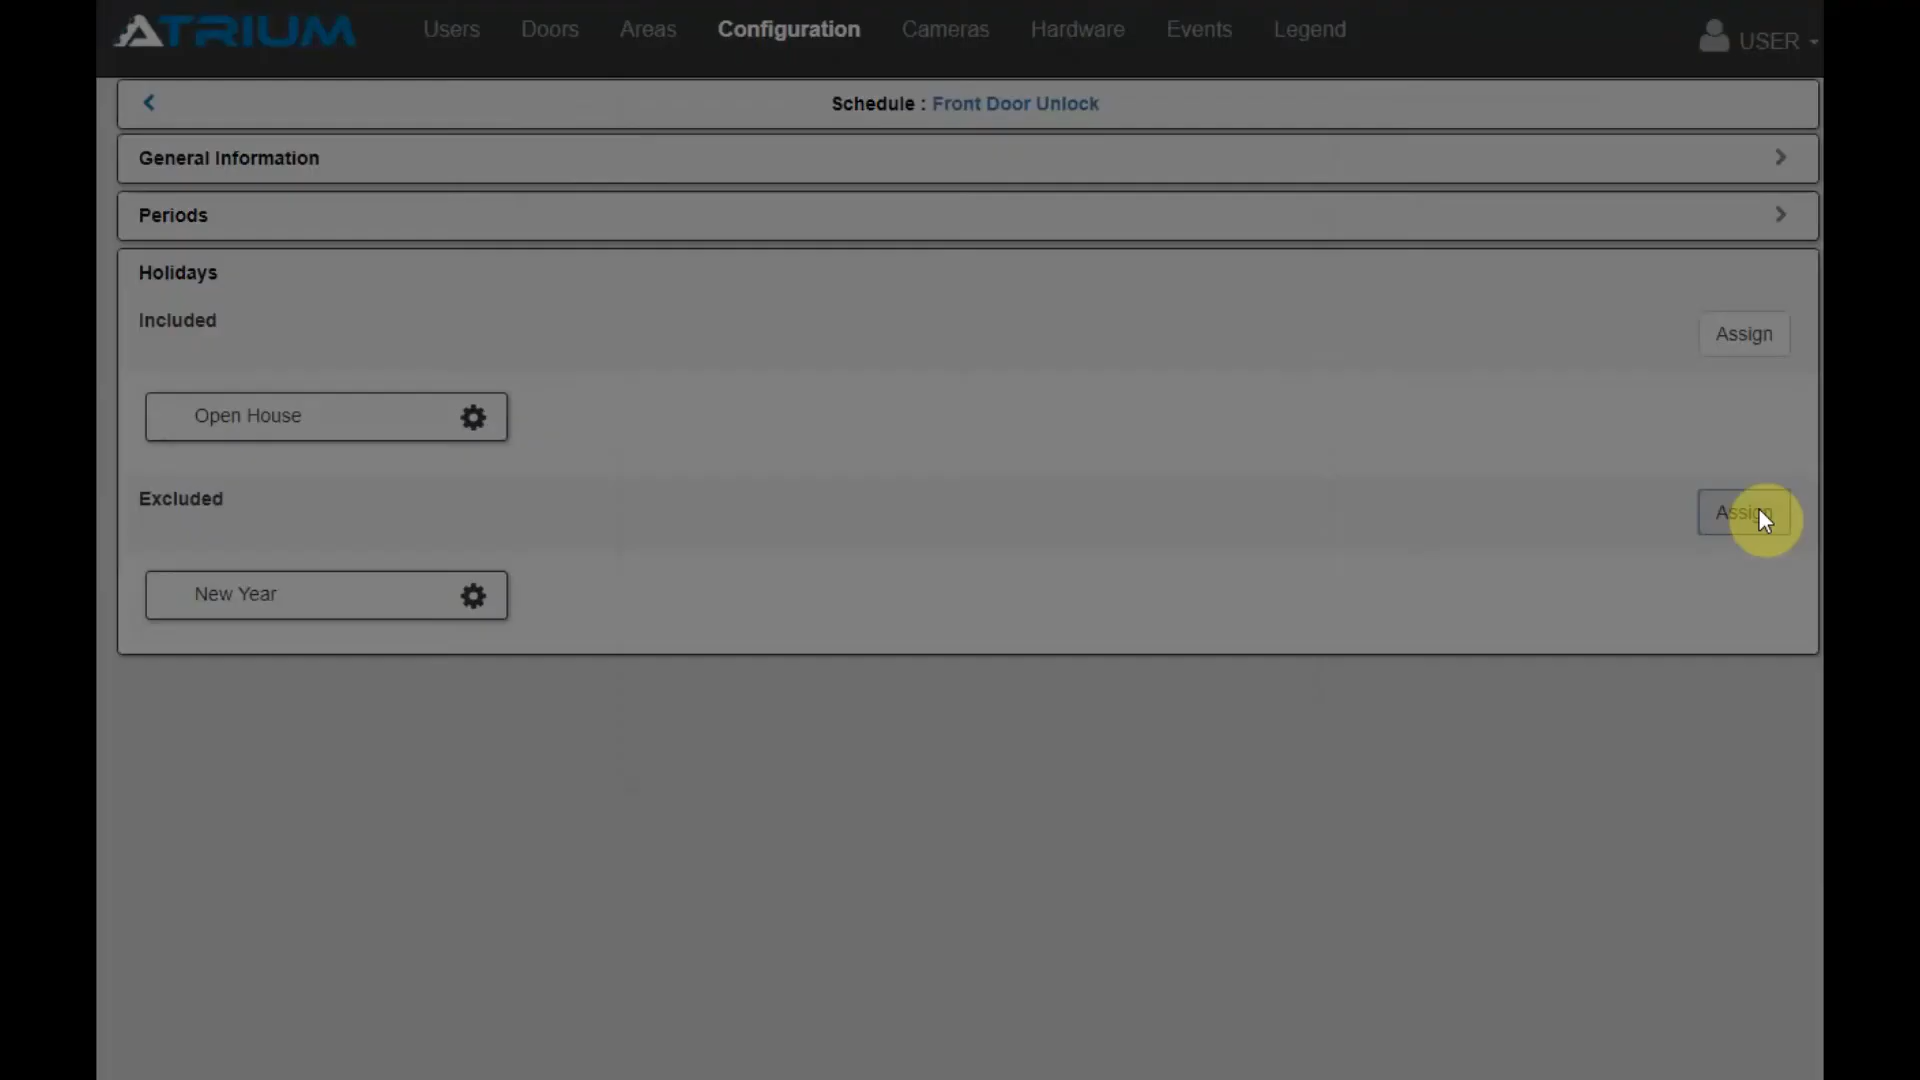 ATRIUM Users Doors Areas Configuration Cameras Hardware Events Legend USER
Schedule : Front Door Unlock
General Information
Periods
Holidays
Included
Assign
Open House
Excluded
Assign
New Year